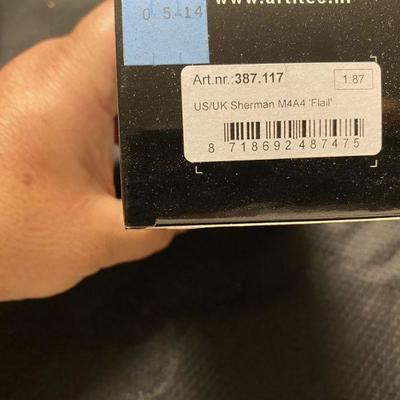 www.artitec.nl
0 5-14
Art.nr.:387.117
1:87
US/UK Sherman M4A4 'Flail'
8 718692 487475